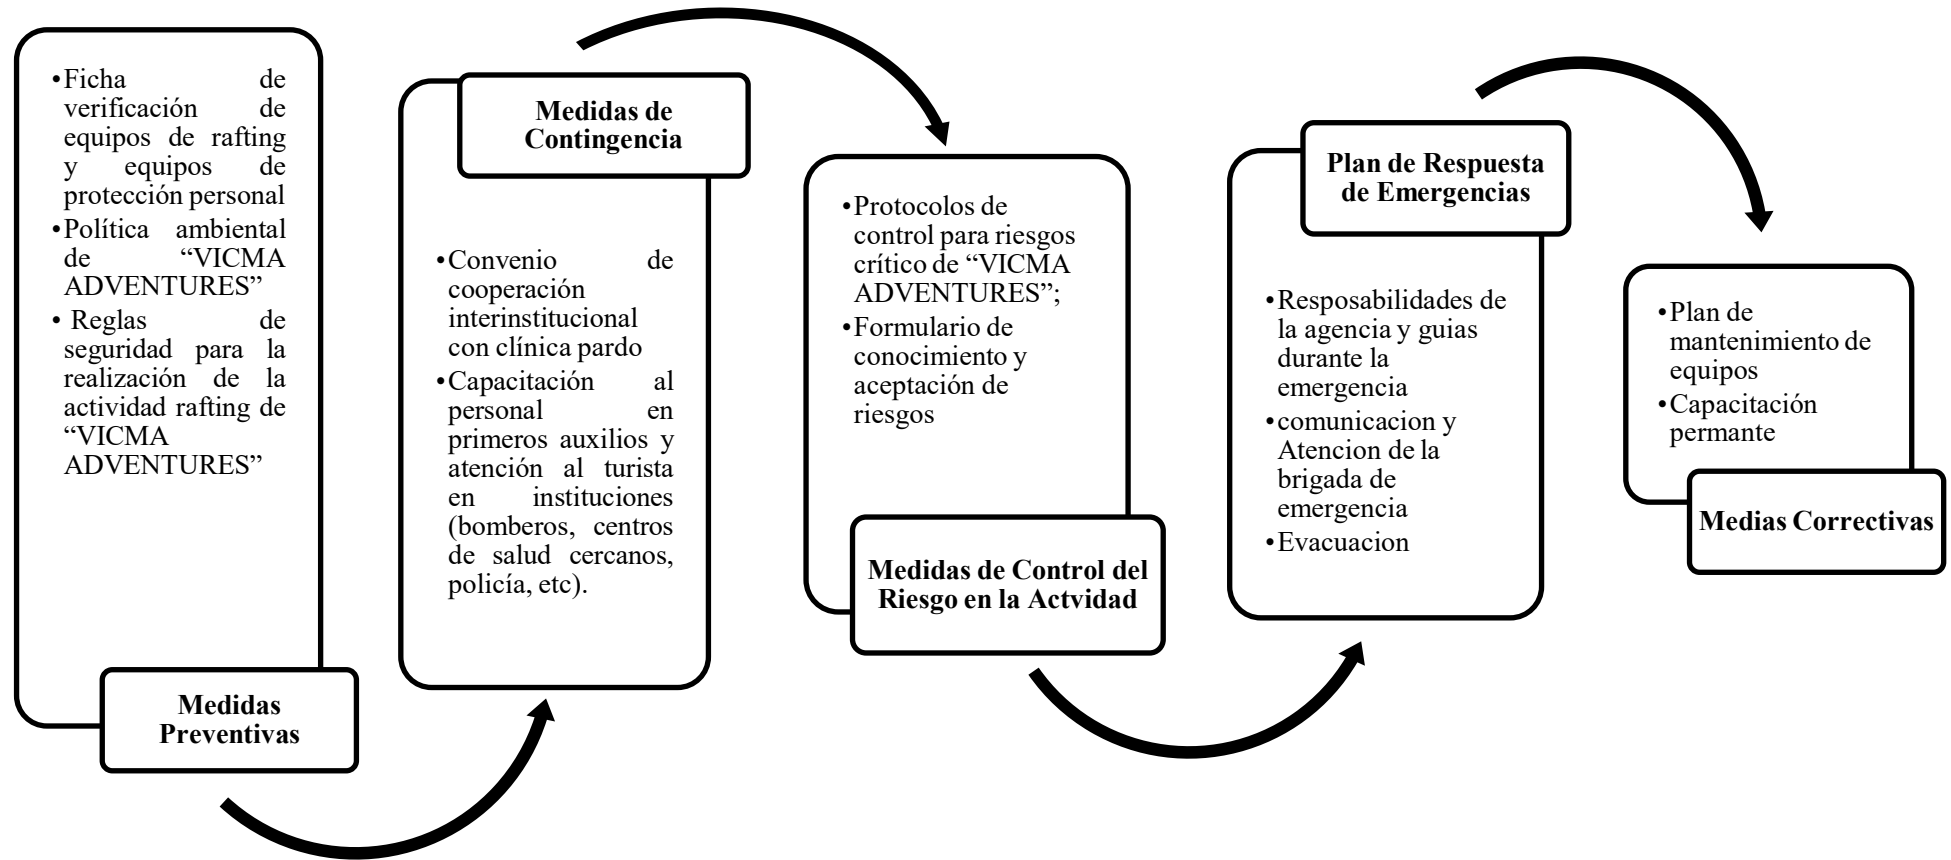 •Ficha de
verificación de
equipos de rafting
y equipos de
protección personal
•Política ambiental
de “VICMA
ADVENTURES”
• Reglas de
seguridad para la
realización de la
actividad rafting de
“VICMA
ADVENTURES”
Medidas
Preventivas
Medidas de
Contingencia
•Convenio de
cooperación
interinstitucional
con clínica pardo
•Capacitación al
personal en
primeros auxilios y
atención al turista
en instituciones
(bomberos, centros
de salud cercanos,
policía, etc).
•Protocolos de
control para riesgos
crítico de “VICMA
ADVENTURES”;
•Formulario de
conocimiento y
aceptación de
riesgos
Medidas de Control del
Riesgo en la Actvidad
Plan de Respuesta
de Emergencias
•Resposabilidades de
la agencia y guias
durante la
emergencia
•comunicacion y
Atencion de la
brigada de
emergencia
•Evacuacion
•Plan de
mantenimiento de
equipos
•Capacitación
permante
Medias Correctivas